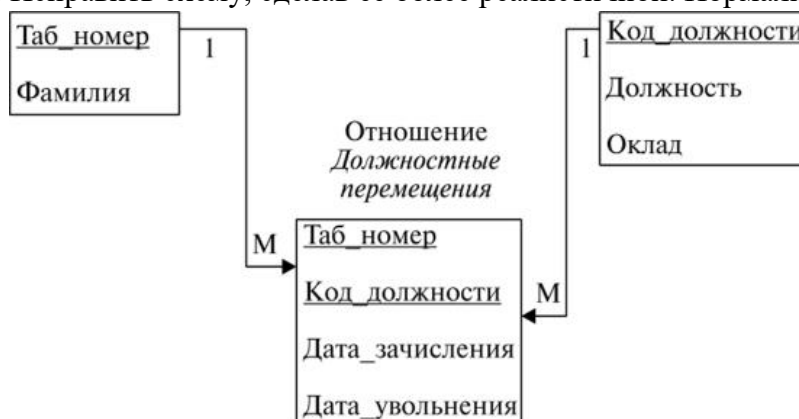 Таб_номер
Фамилия
1
1
Код_должности
Должность
Оклад
Отношение
Должностные
перемещения
М
М
Таб_номер
Код_должности
Дата_зачисления
Дата_увольнения